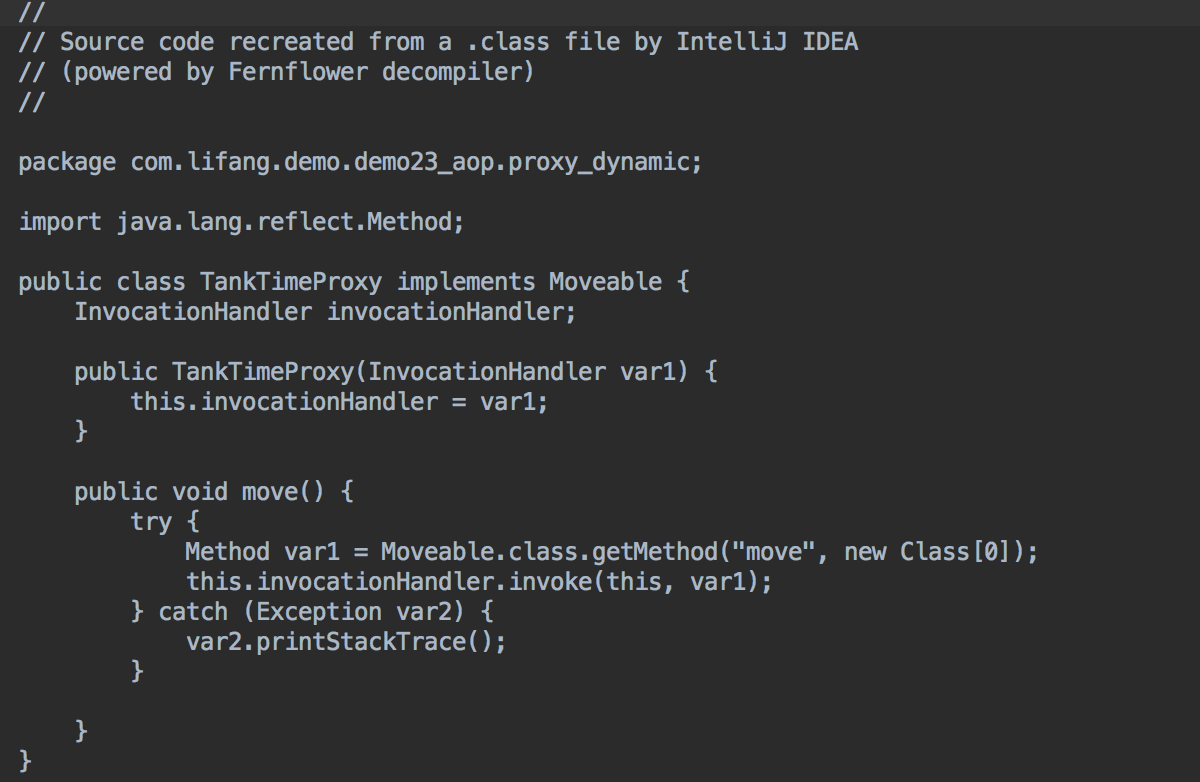 //
// Source code recreated from a .class file by IntelliJ IDEA
// (powered by Fernflower decompiler)
//
package com.lifang.demo.demo23_aop.proxy_dynamic;
import java.lang.reflect.Method;
public class TankTimeProxy implements Moveable {
    InvocationHandler invocationHandler;
    public TankTimeProxy(InvocationHandler var1) {
        this.invocationHandler = var1;
    }
    public void move() {
        try {
            Method var1 = Moveable.class.getMethod("move", new Class[0]);
            this.invocationHandler.invoke(this, var1);
        } catch (Exception var2) {
            var2.printStackTrace();
        }
    }
}